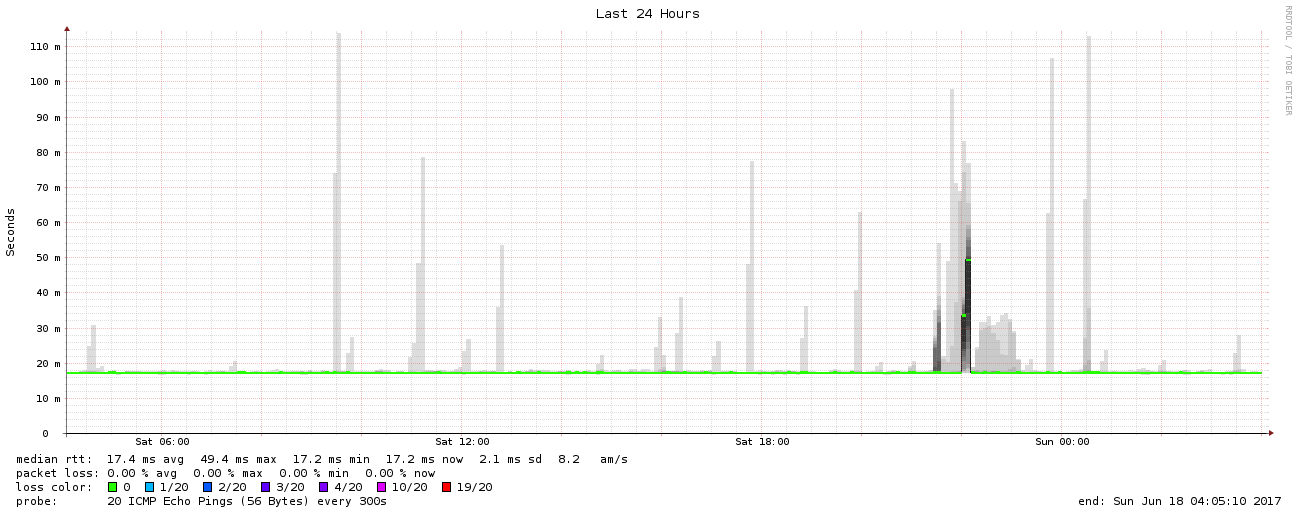 Last 24 Hours
RRDTOOL / TOBI OETIKER
Seconds
110 m
100 m
90 m
80 m
70 m
60 m
50 m
40 m
30 m
20 m
10 m
0
Sat 06:00 Sat 12:00 Sat 18:00 Sun 00:00
median rtt: 17.4 ms avg 49.4 ms max 17.2 ms min 17.2 ms now 2.1 ms sd 8.2 am/s
packet loss: 0.00 % avg 0.00 % max 0.00 % min 0.00 % now
loss color: 0 1/20 2/20 3/20 4/20 10/20 19/20
probe: 20 ICMP Echo Pings (56 Bytes) every 300s end: Sun Jun 18 04:05:10 2017